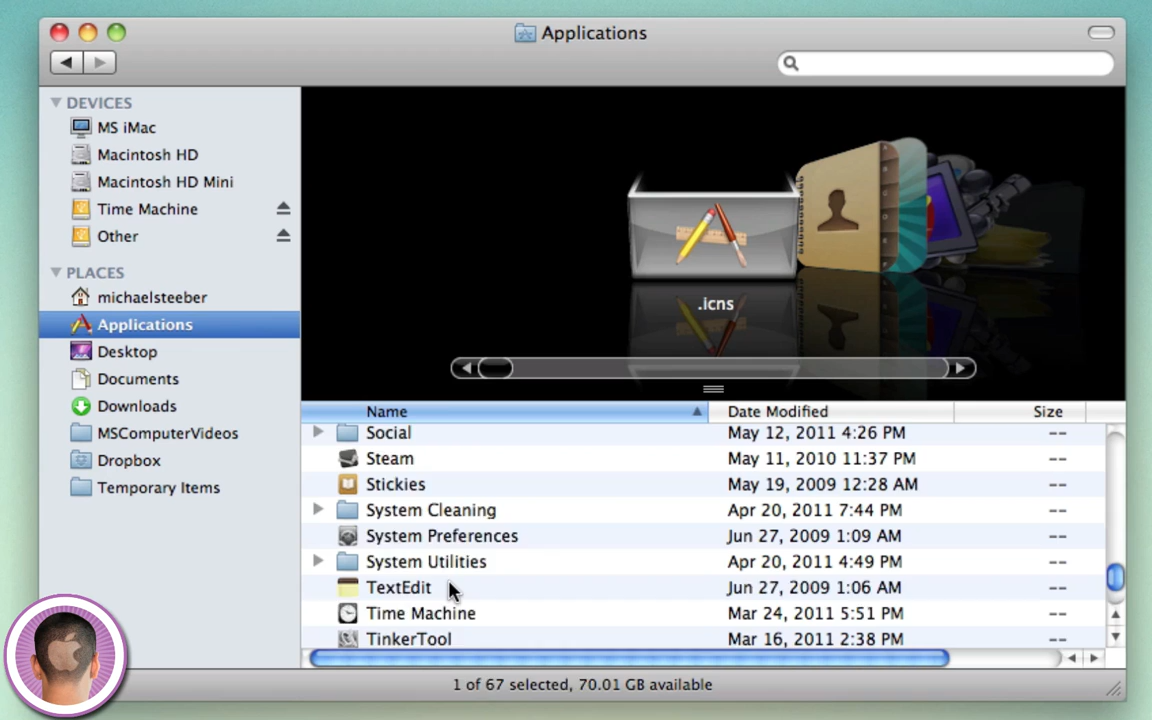 Applications
DEVICES
MS iMac
Macintosh HD
Macintosh HD Mini
Time Machine
Other
PLACES
michaelsteeber
Applications
Desktop
Documents
Downloads
MSComputerVideos
Dropbox
Temporary Items
.icns
Name Date Modified Size
Social May 12, 2011 4:26 PM --
Steam May 11, 2010 11:37 PM --
Stickies May 19, 2009 12:28 AM --
System Cleaning Apr 20, 2011 7:44 PM --
System Preferences Jun 27, 2009 1:09 AM --
System Utilities Apr 20, 2011 4:49 PM --
TextEdit Jun 27, 2009 1:06 AM --
Time Machine Mar 24, 2011 5:51 PM --
TinkerTool Mar 16, 2011 2:38 PM --
1 of 67 selected, 70.01 GB available